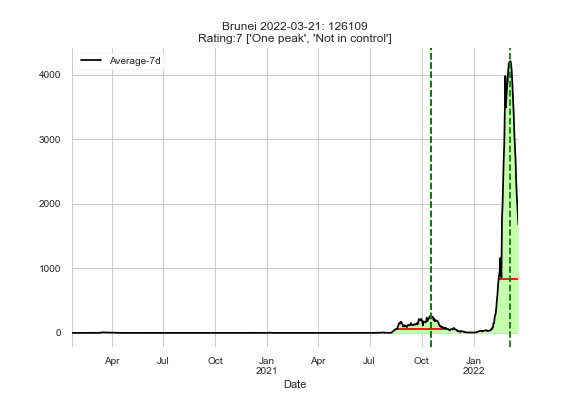 Brunei 2022-03-21: 126109
Rating:7 ['One peak', 'Not in control']
Average-7d
4000
3000
2000
1000
0
Apr
Jul
Oct
Jan
2021
Apr
Jul
Oct
Jan
2022
Date